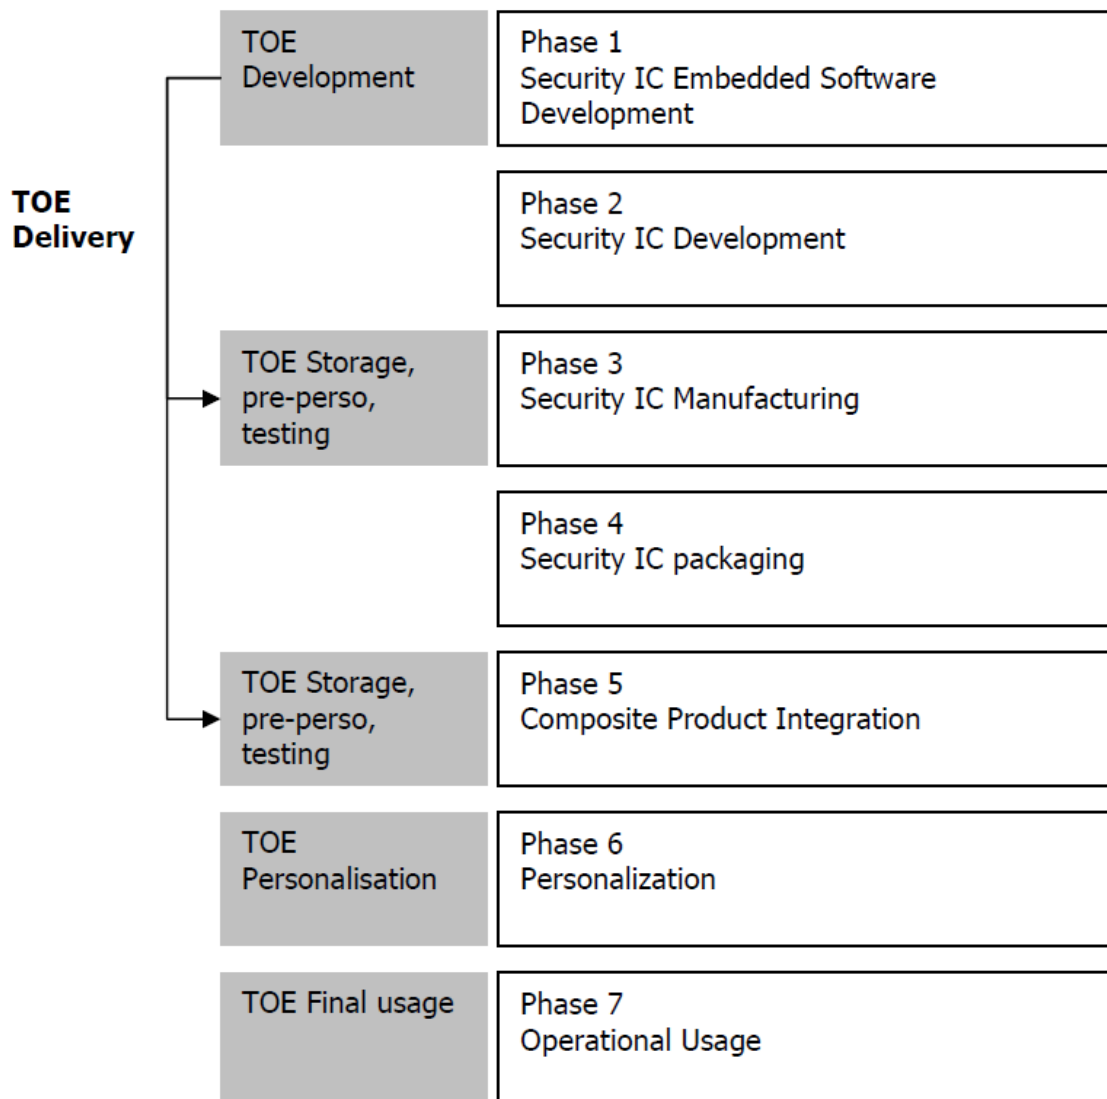 TOE
Development
Phase 1
Security IC Embedded Software
Development
TOE
Delivery
Phase 2
Security IC Development
TOE Storage,
pre-perso,
testing
Phase 3
Security IC Manufacturing
Phase 4
Security IC packaging
TOE Storage,
pre-perso,
testing
Phase 5
Composite Product Integration
TOE
Personalisation
Phase 6
Personalization
TOE Final usage
Phase 7
Operational Usage